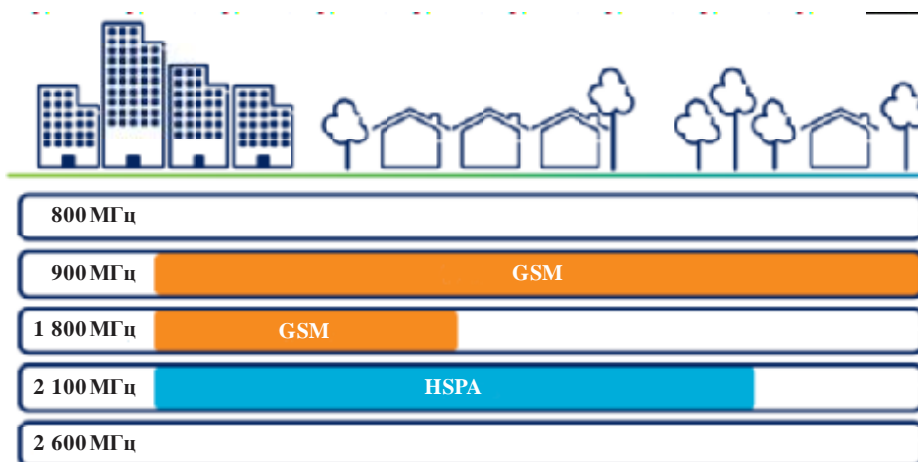 800 МГц
900 МГц GSM
1 800 МГц GSM
2 100 МГц HSPA
2 600 МГц